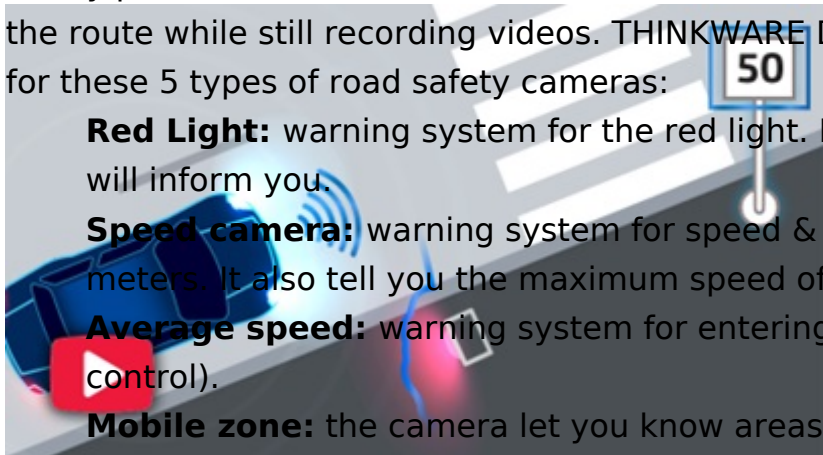 the route while still recording videos. THINKWARE
for these 5 types of road safety cameras:
50
Red Light: warning system for the red light.
will inform you.
Speed camera: warning system for speed &
meters. It also tell you the maximum speed of
Average speed: warning system for entering
control).
Mobile zone: the camera let you know areas